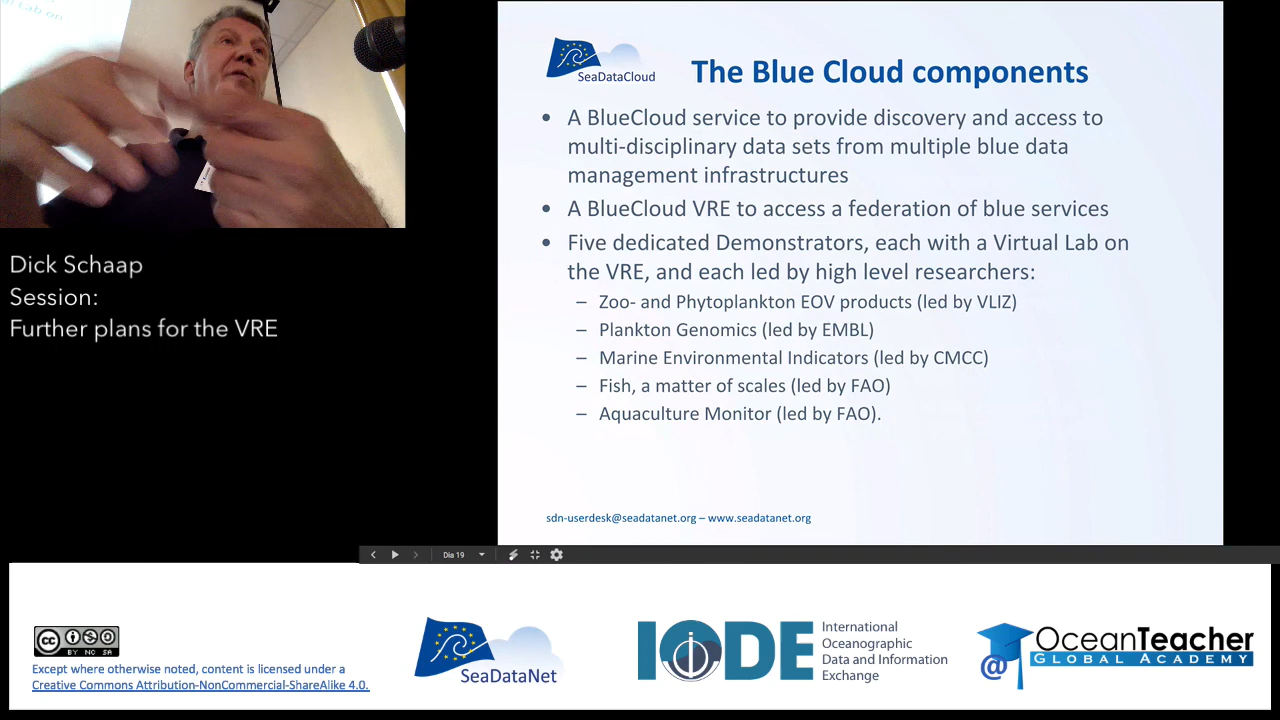 Lab on
Dick Schaap
Session:
Further plans for the VRE
SeaDataCloud
The Blue Cloud components
• A BlueCloud service to provide discovery and access to
multi-disciplinary data sets from multiple blue data
management infrastructures
• A BlueCloud VRE to access a federation of blue services
• Five dedicated Demonstrators, each with a Virtual Lab on
the VRE, and each led by high level researchers:
– Zoo- and Phytoplankton EOV products (led by VLIZ)
– Plankton Genomics (led by EMBL)
– Marine Environmental Indicators (led by CMCC)
– Fish, a matter of scales (led by FAO)
– Aquaculture Monitor (led by FAO).
sdn-userdesk@seadatanet.org – www.seadatanet.org
Dia 19
cc
BY NC SA
Except where otherwise noted, content is licensed under a
Creative Commons Attribution-NonCommercial-ShareAlike 4.0.
SeaDataNet
IODE
International
Oceanographic
Data and Information
Exchange
@
OceanTeacher
GLOBAL ACADEMY